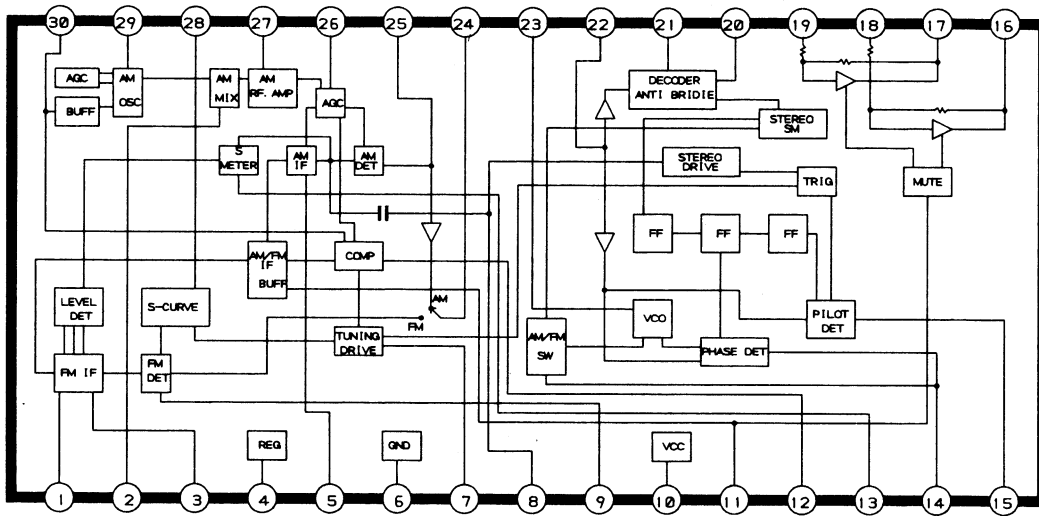 30 29 28 27 26 25 24 23 22 21 20 19 18 17 16
AGC
AM
OSC
AM
MIX
AM
RF. AMP
AGC
BUFF
DECODER
ANTI BRIDIE
STEREO
SM
S
METER
AM
IF
AM
DET
STEREO
DRIVE
TRIG
MUTE
FF
FF
FF
AM/FM
IF
BUFF
COMP
LEVEL
DET
S-CURVE
AM
FM
TUNING
DRIVE
AM/FM
SW
VCO
PHASE DET
PILOT
DET
FM IF
FM
DET
REG
GND
VCC
1 2 3 4 5 6 7 8 9 10 11 12 13 14 15